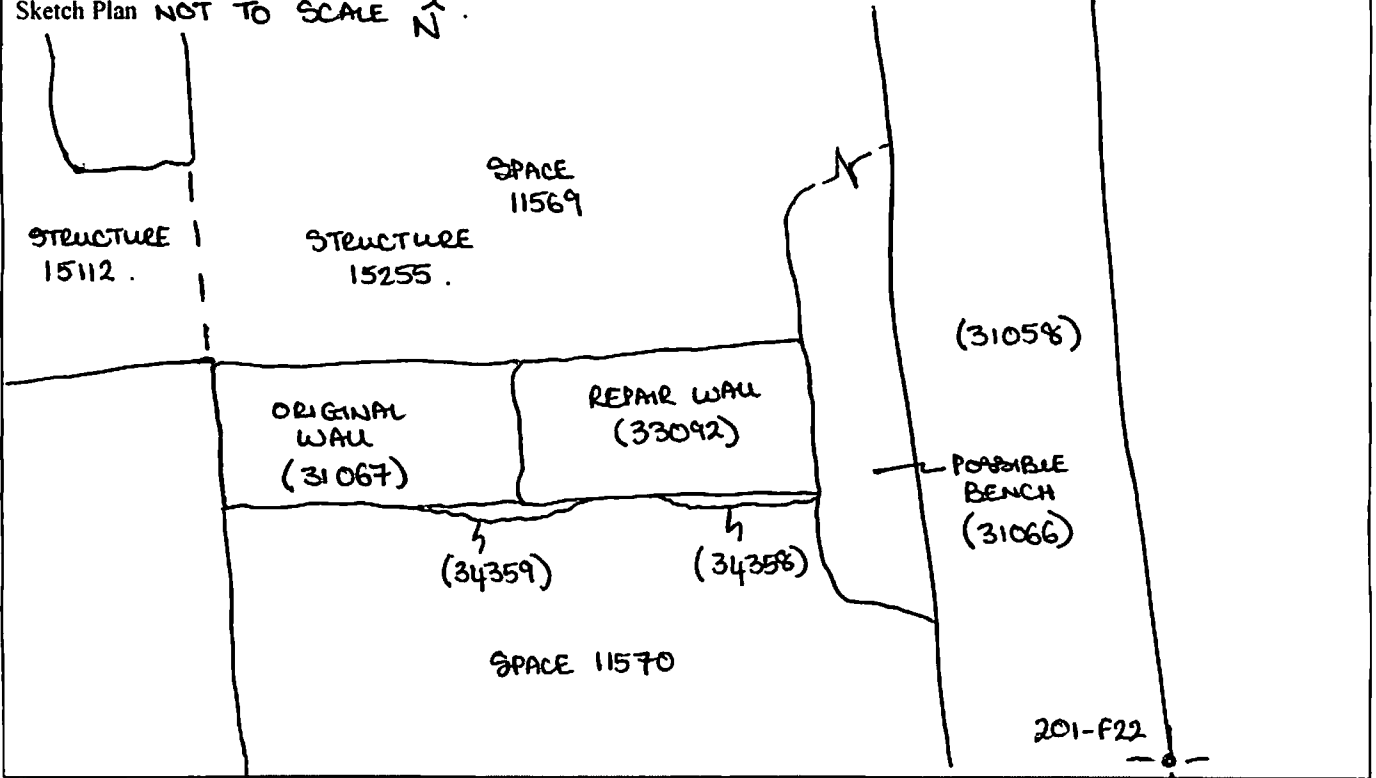 Sketch Plan NOT TO SCALE N
SPACE
11569
STRUCTURE
15112.
STRUCTURE
15255.
(31058)
ORIGINAL
WALL
(31067)
REPAIR WALL
(33092)
POSSIBLE
BENCH
(31066)
(34359)
(34358)
SPACE 11570
201-F22